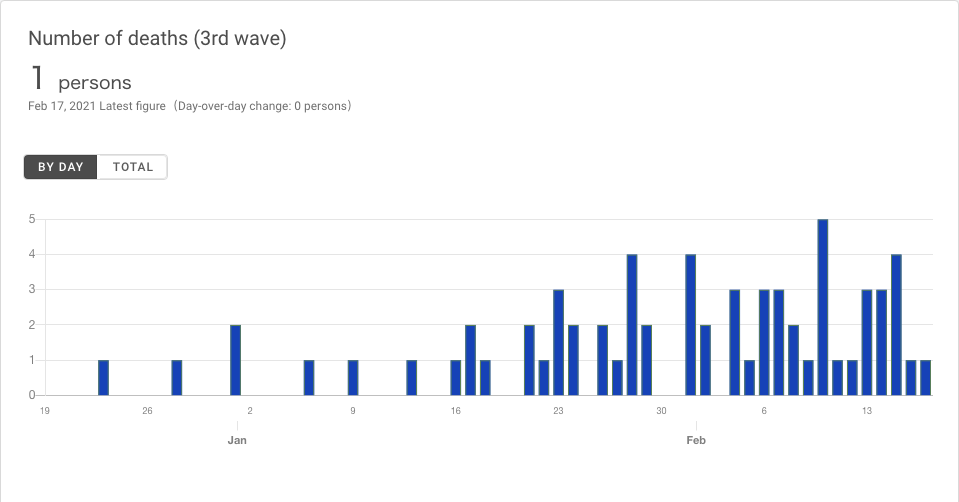 Number of deaths (3rd wave)
1 persons
Feb 17, 2021 Latest figure（Day-over-day change: 0 persons）
BY DAY TOTAL
5
4
3
2
1
0
19 26 2 9 16 23 30 6 13
Jan Feb